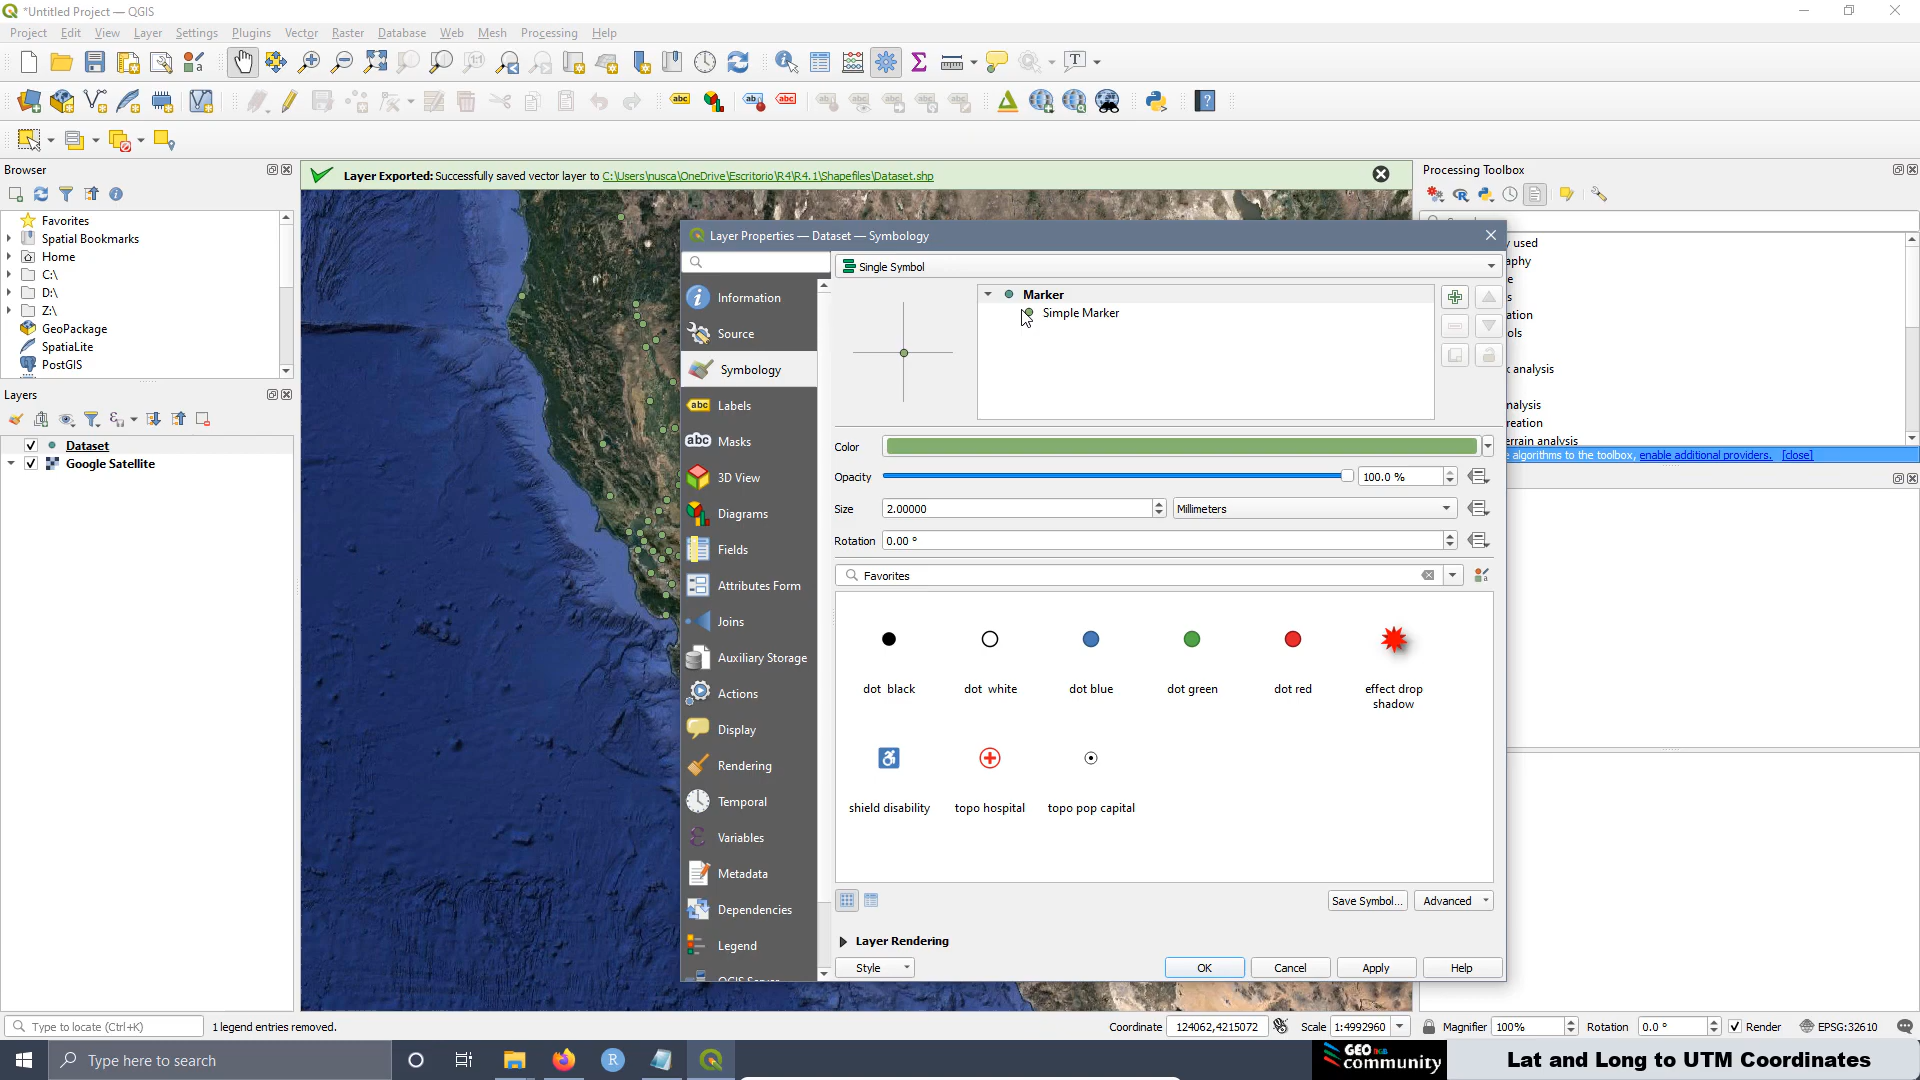 *Untitled Project — QGIS
Project Edit View Layer Settings Plugins Vector Raster Database Web Mesh Processing Help
Browser
Favorites
Spatial Bookmarks
Home
C:\
D:\
Z:\
GeoPackage
SpatiaLite
PostGIS
Layers
Dataset
Google Satellite
Layer Exported: Successfully saved vector layer to C:\Users\nusca\OneDrive\Escritorio\R4\R4.1\Shapefiles\Dataset.shp
Layer Properties — Dataset — Symbology
Information
Source
Symbology
Labels
Masks
3D View
Diagrams
Fields
Attributes Form
Joins
Auxiliary Storage
Actions
Display
Rendering
Temporal
Variables
Metadata
Dependencies
Legend
Single Symbol
Marker
Simple Marker
Color
Opacity 100.0 %
Size 2.00000 Millimeters
Rotation 0.00 °
Favorites
dot black
dot white
dot blue
dot green
dot red
effect drop
shadow
shield disability
topo hospital
topo pop capital
Save Symbol... Advanced
Layer Rendering
Style OK Cancel Apply Help
Processing Toolbox
y used
ography
analysis
nalysis
reation
errain analysis
algorithms to the toolbox, enable additional providers. [close]
Type to locate (Ctrl+K) 1 legend entries removed. Coordinate 124062,4215072 Scale 1:4992960 Magnifier 100% Rotation 0.0 ° Render EPSG:32610
Type here to search
GEO RGB
community
Lat and Long to UTM Coordinates